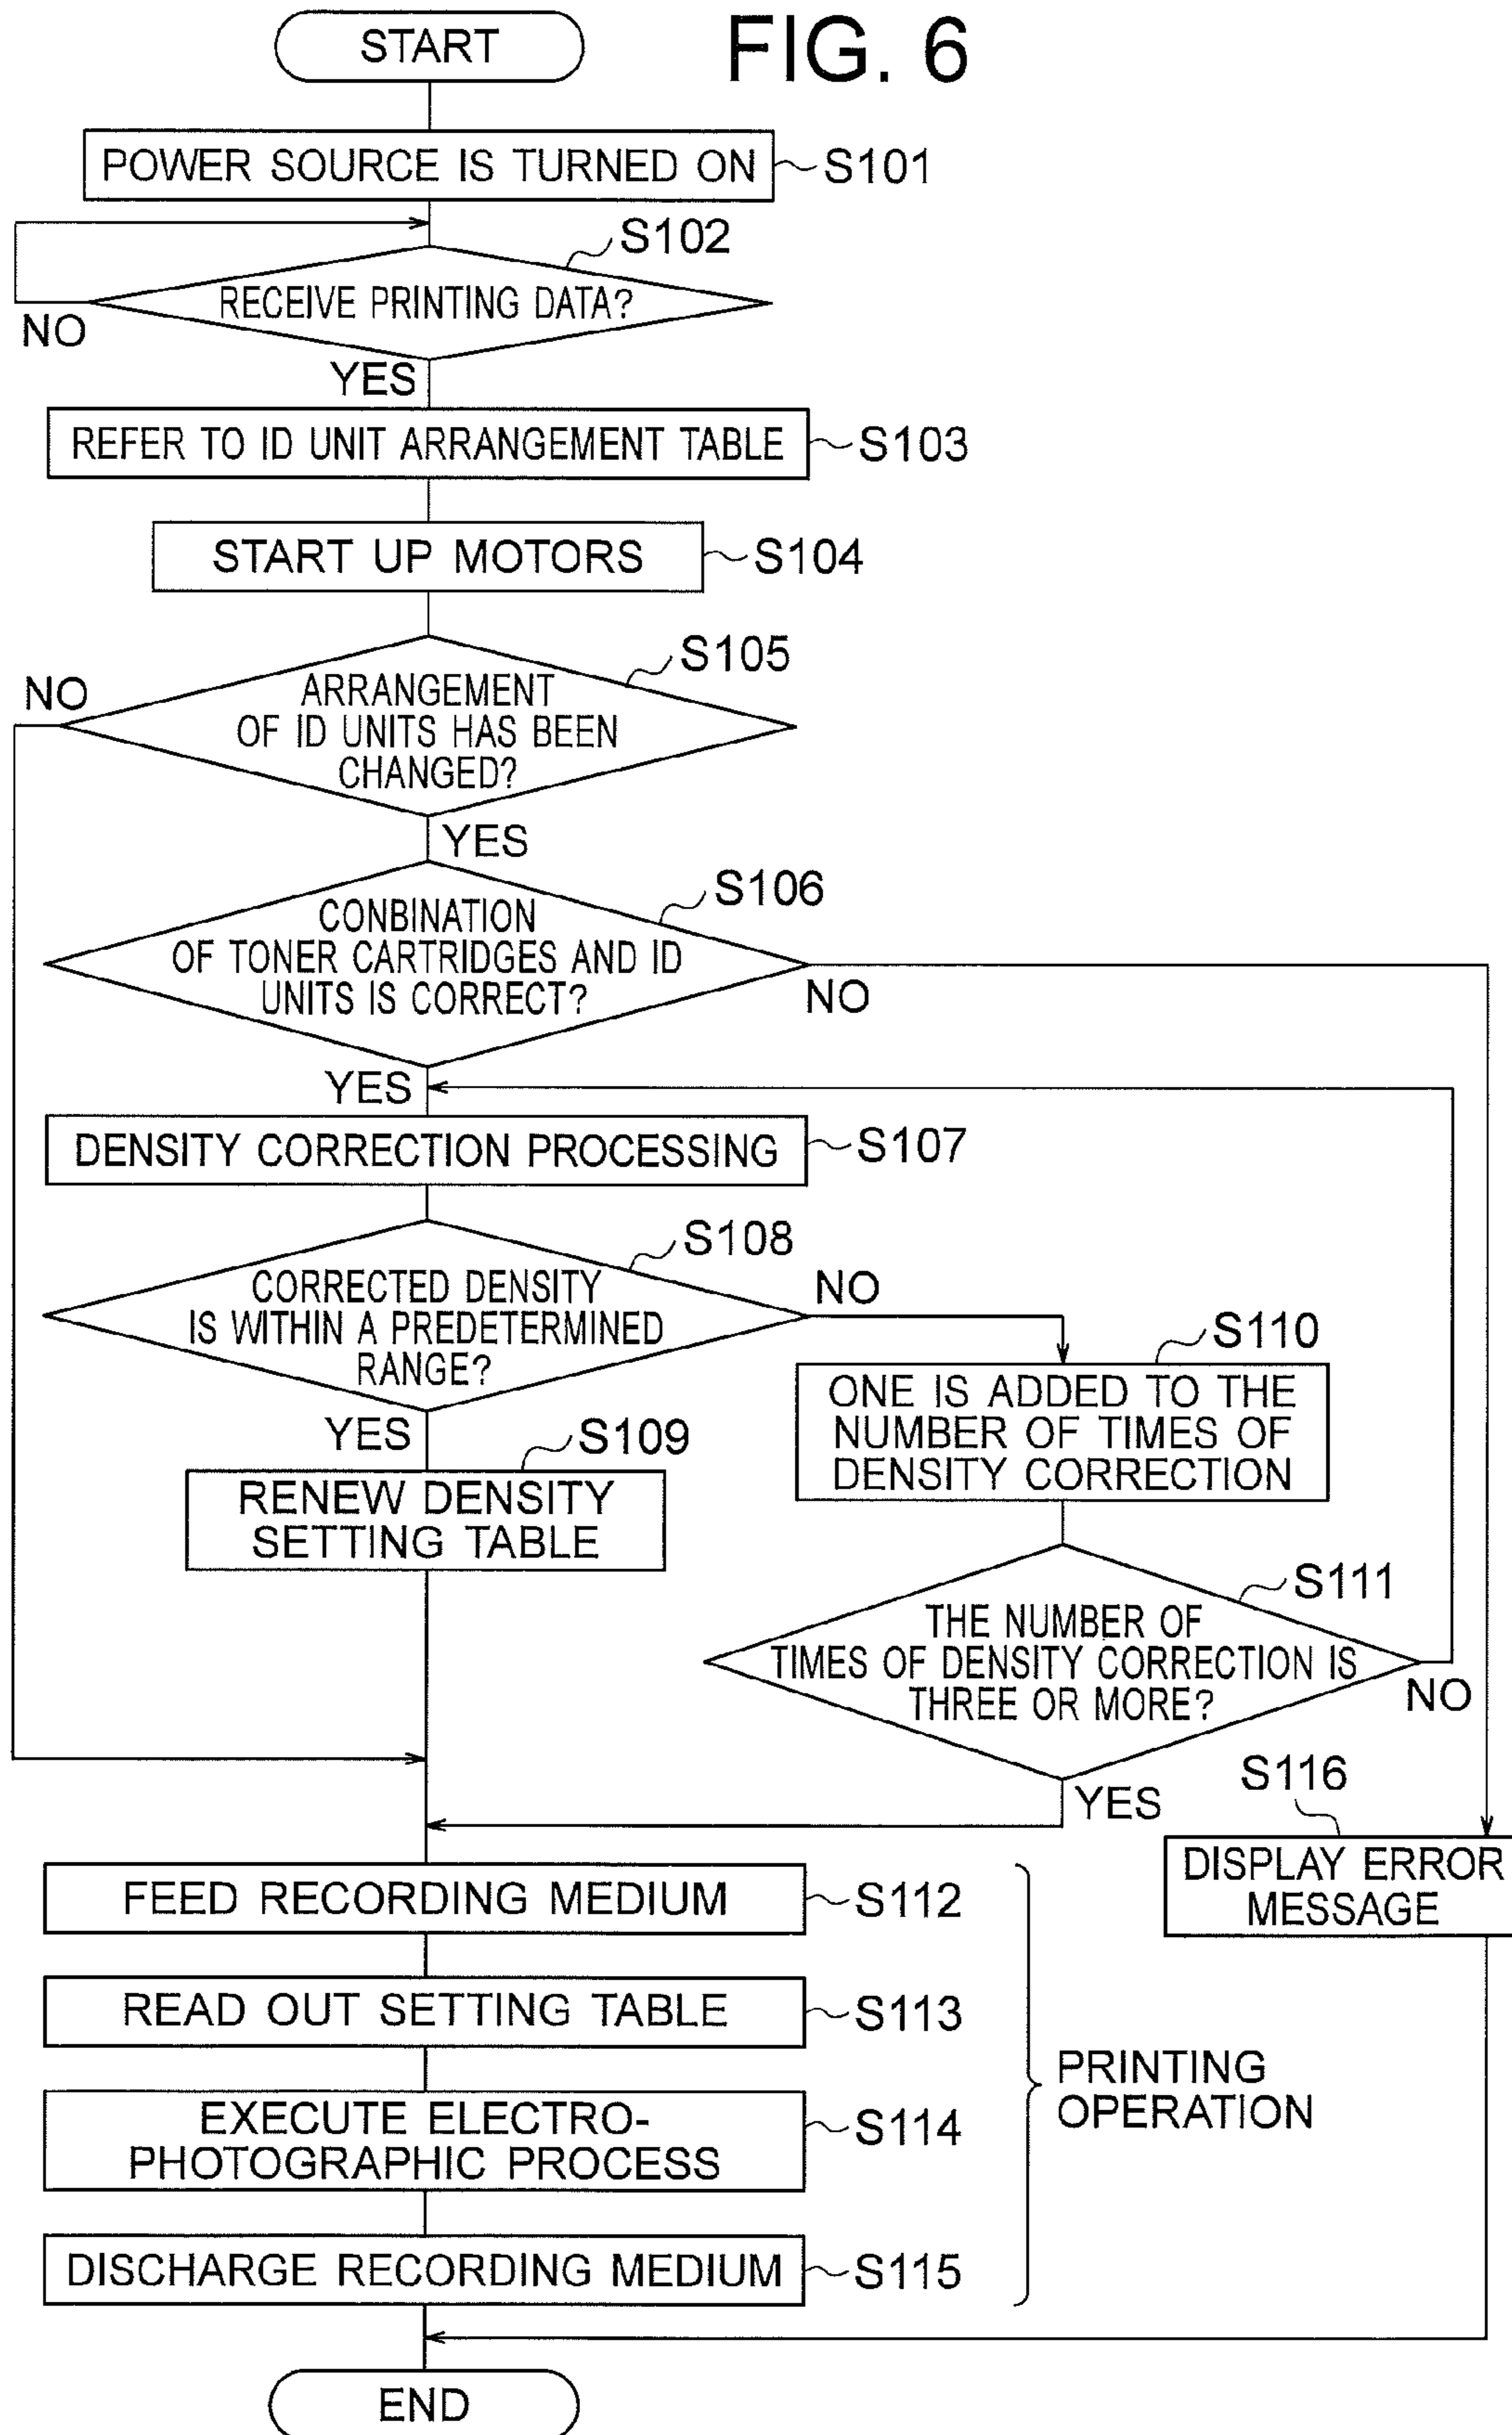 FIG. 6
START
POWER SOURCE IS TURNED ON
S101
S102
RECEIVE PRINTING DATA?
NO
YES
REFER TO ID UNIT ARRANGEMENT TABLE
S103
START UP MOTORS
S104
S105
NO
ARRANGEMENT
OF ID UNITS HAS BEEN
CHANGED?
YES
S106
CONBINATION
OF TONER CARTRIDGES AND ID
UNITS IS CORRECT?
NO
YES
DENSITY CORRECTION PROCESSING
S107
S108
CORRECTED DENSITY
IS WITHIN A PREDETERMINED
RANGE?
NO
YES
S109
RENEW DENSITY
SETTING TABLE
S110
ONE IS ADDED TO THE
NUMBER OF TIMES OF
DENSITY CORRECTION
S111
THE NUMBER OF
TIMES OF DENSITY CORRECTION IS
THREE OR MORE?
NO
YES
S116
DISPLAY ERROR
MESSAGE
FEED RECORDING MEDIUM
S112
READ OUT SETTING TABLE
S113
EXECUTE ELECTRO-
PHOTOGRAPHIC PROCESS
S114
DISCHARGE RECORDING MEDIUM
S115
PRINTING
OPERATION
END